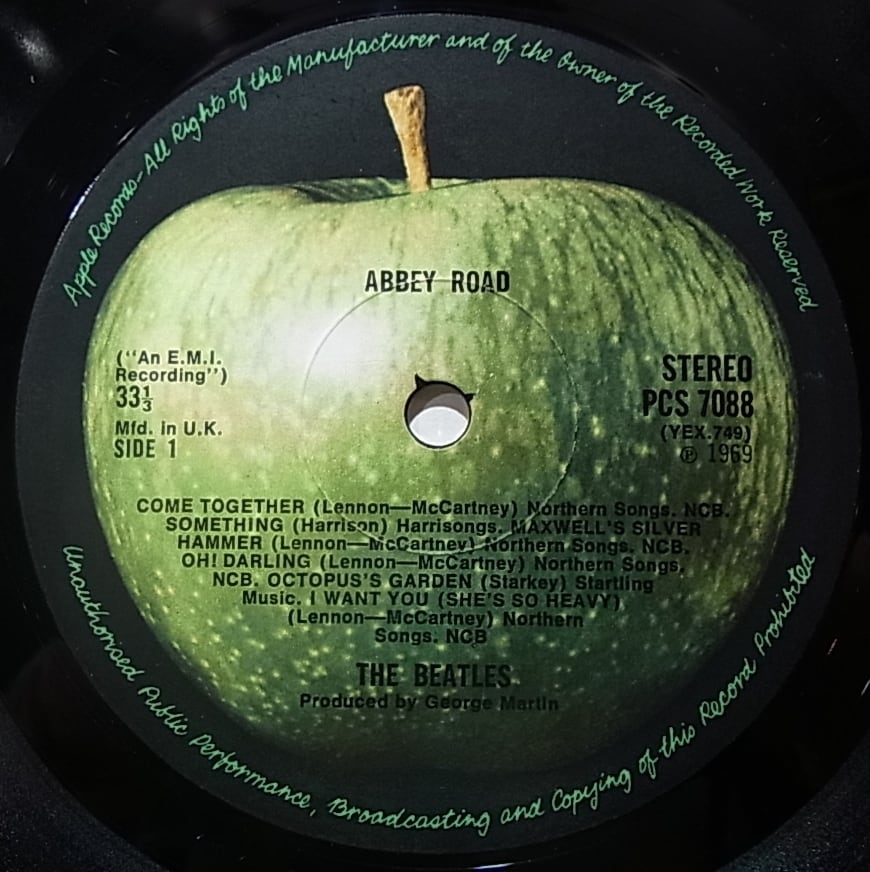 Apple Records-All Rights of the Manufacturer and of the Owner of the Recorded Work Reserved
ABBEY ROAD
("An E.M.I.
Recording")
33⅓
Mfd. in U.K.
SIDE 1
STEREO
PCS 7088
(YEX.749)
℗ 1969
COME TOGETHER (Lennon—McCartney) Northern Songs. NCB.
SOMETHING (Harrison) Harrisongs. MAXWELL'S SILVER
HAMMER (Lennon—McCartney) Northern Songs. NCB.
OH! DARLING (Lennon—McCartney) Northern Songs.
NCB. OCTOPUS'S GARDEN (Starkey) Startling
Music. I WANT YOU (SHE'S SO HEAVY)
(Lennon—McCartney) Northern
Songs. NCB
THE BEATLES
Produced by George Martin
Unauthorised Public Performance, Broadcasting and Copying of this Record Prohibited